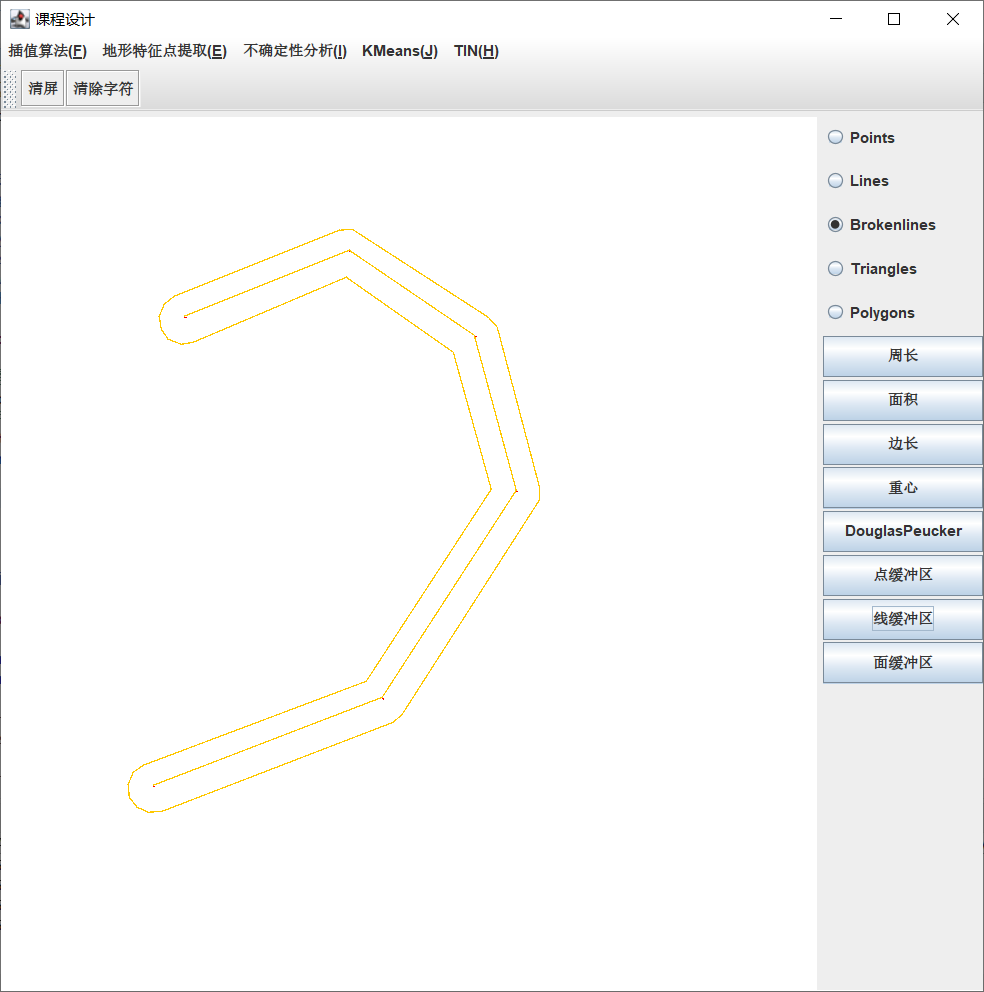 课程设计
插值算法(F) 地形特征点提取(E) 不确定性分析(I) KMeans(J) TIN(H)
清屏 清除字符
Points
Lines
Brokenlines
Triangles
Polygons
周长
面积
边长
重心
DouglasPeucker
点缓冲区
线缓冲区
面缓冲区